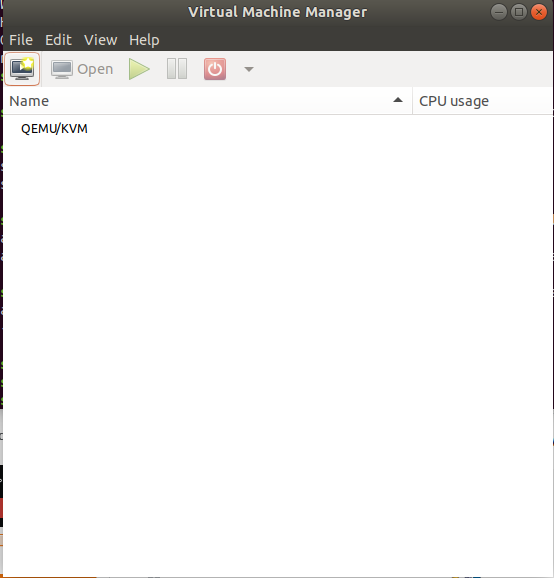 Virtual Machine Manager
File Edit View Help
Open
Name CPU usage
QEMU/KVM